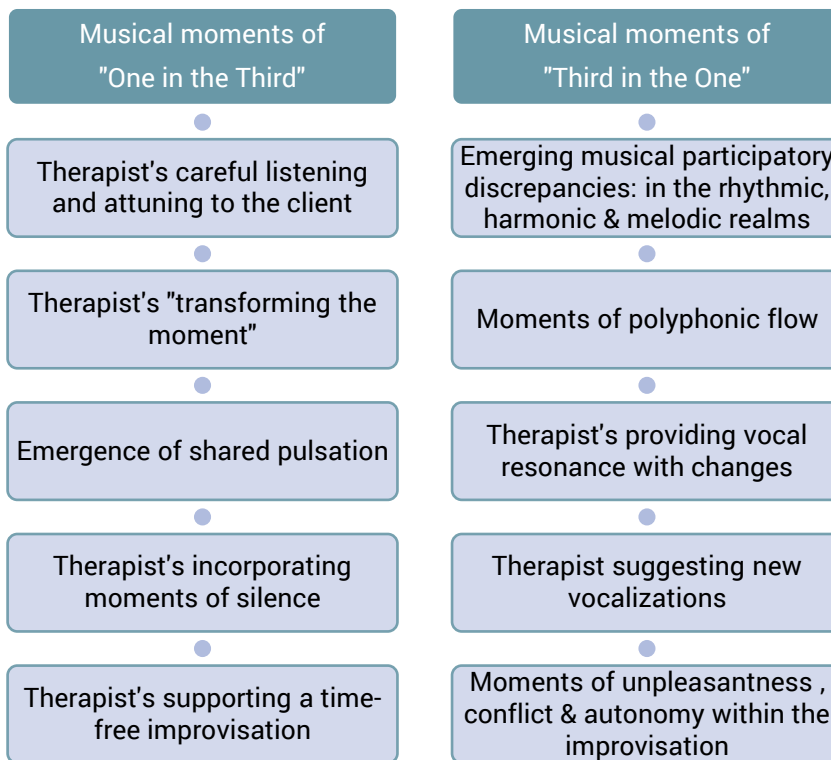 Musical moments of
"One in the Third"
Therapist's careful listening
and attuning to the client
Therapist's "transforming the
moment"
Emergence of shared pulsation
Therapist's incorporating
moments of silence
Therapist's supporting a time-
free improvisation
Musical moments of
"Third in the One"
Emerging musical participatory
discrepancies: in the rhythmic,
harmonic & melodic realms
Moments of polyphonic flow
Therapist's providing vocal
resonance with changes
Therapist suggesting new
vocalizations
Moments of unpleasantness ,
conflict & autonomy within the
improvisation